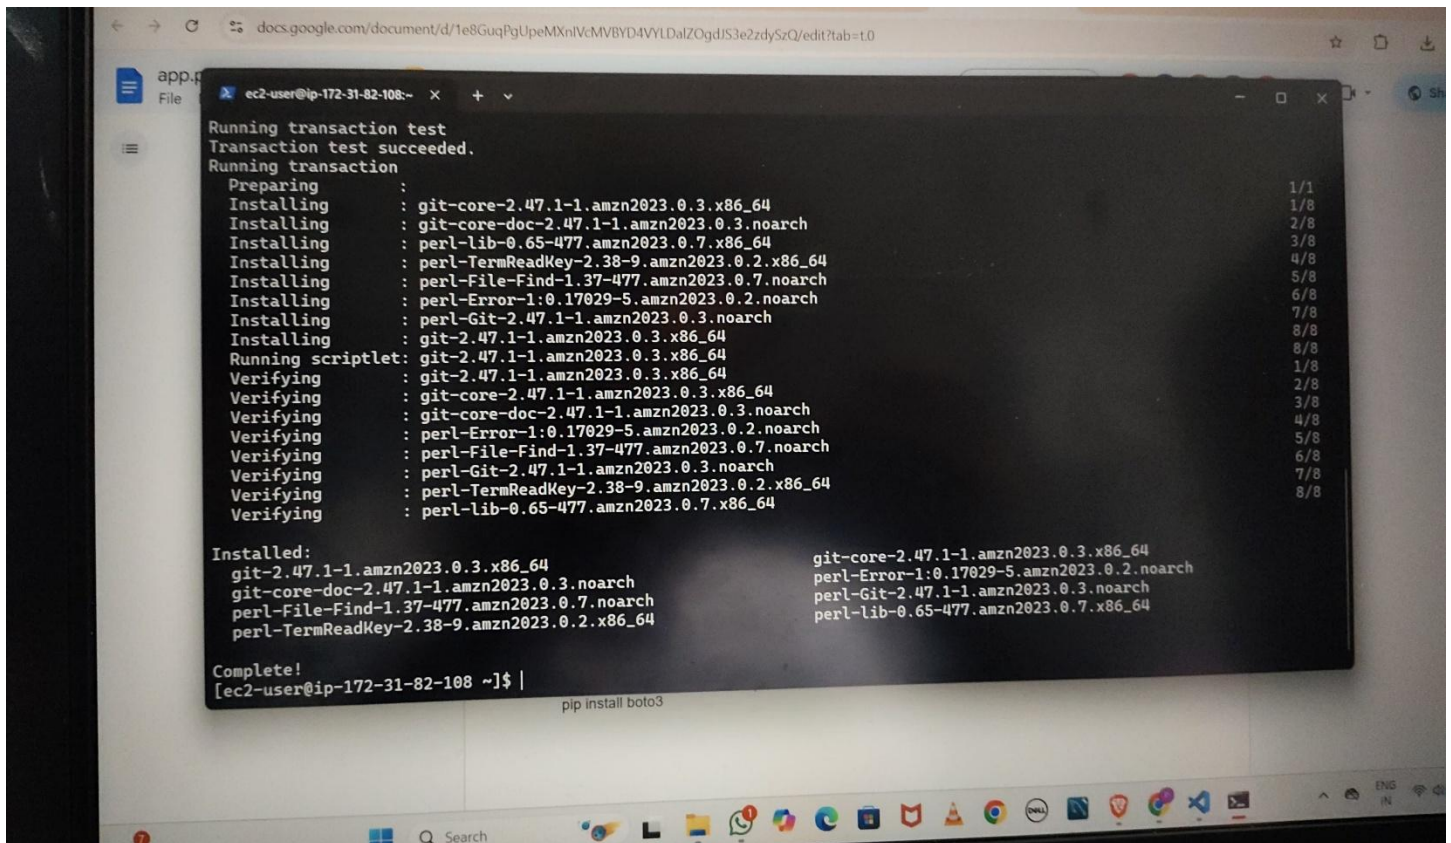 docs.google.com/document/d/1e8GuqPgUpeMXnIVcMVBYD4VYLDalZOgdJS3e2zdySzQ/edit?tab=t.0
app.p
File
Sh
ec2-user@ip-172-31-82-108:~
Running transaction test
Transaction test succeeded.
Running transaction
Preparing : 1/1
Installing : git-core-2.47.1-1.amzn2023.0.3.x86_64 1/8
Installing : git-core-doc-2.47.1-1.amzn2023.0.3.noarch 2/8
Installing : perl-lib-0.65-477.amzn2023.0.7.x86_64 3/8
Installing : perl-TermReadKey-2.38-9.amzn2023.0.2.x86_64 4/8
Installing : perl-File-Find-1.37-477.amzn2023.0.7.noarch 5/8
Installing : perl-Error-1:0.17029-5.amzn2023.0.2.noarch 6/8
Installing : perl-Git-2.47.1-1.amzn2023.0.3.noarch 7/8
Installing : git-2.47.1-1.amzn2023.0.3.x86_64 8/8
Running scriptlet: git-2.47.1-1.amzn2023.0.3.x86_64 8/8
Verifying : git-2.47.1-1.amzn2023.0.3.x86_64 1/8
Verifying : git-core-2.47.1-1.amzn2023.0.3.x86_64 2/8
Verifying : git-core-doc-2.47.1-1.amzn2023.0.3.noarch 3/8
Verifying : perl-Error-1:0.17029-5.amzn2023.0.2.noarch 4/8
Verifying : perl-File-Find-1.37-477.amzn2023.0.7.noarch 5/8
Verifying : perl-Git-2.47.1-1.amzn2023.0.3.noarch 6/8
Verifying : perl-TermReadKey-2.38-9.amzn2023.0.2.x86_64 7/8
Verifying : perl-lib-0.65-477.amzn2023.0.7.x86_64 8/8
Installed:
git-2.47.1-1.amzn2023.0.3.x86_64 git-core-2.47.1-1.amzn2023.0.3.x86_64
git-core-doc-2.47.1-1.amzn2023.0.3.noarch perl-Error-1:0.17029-5.amzn2023.0.2.noarch
perl-File-Find-1.37-477.amzn2023.0.7.noarch perl-Git-2.47.1-1.amzn2023.0.3.noarch
perl-TermReadKey-2.38-9.amzn2023.0.2.x86_64 perl-lib-0.65-477.amzn2023.0.7.x86_64
Complete!
[ec2-user@ip-172-31-82-108 ~]$
pip install boto3
7
Search
1
DELL
ENG
IN